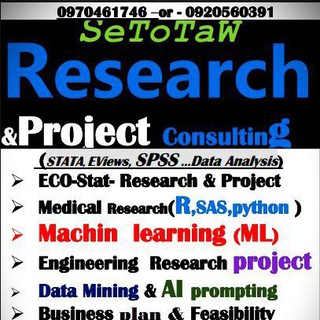 0970461746 –or - 0920560391
SeToTaW
Research
&Project Consulting
(STATA, EViews, SPSS ...Data Analysis)
➢ ECO-Stat- Research & Project
➢ Medical Research(R,SAS,python )
➢ Machin learning (ML)
➢ Engineering Research project
➢ Data Mining & AI prompting
➢ Business plan & Feasibility